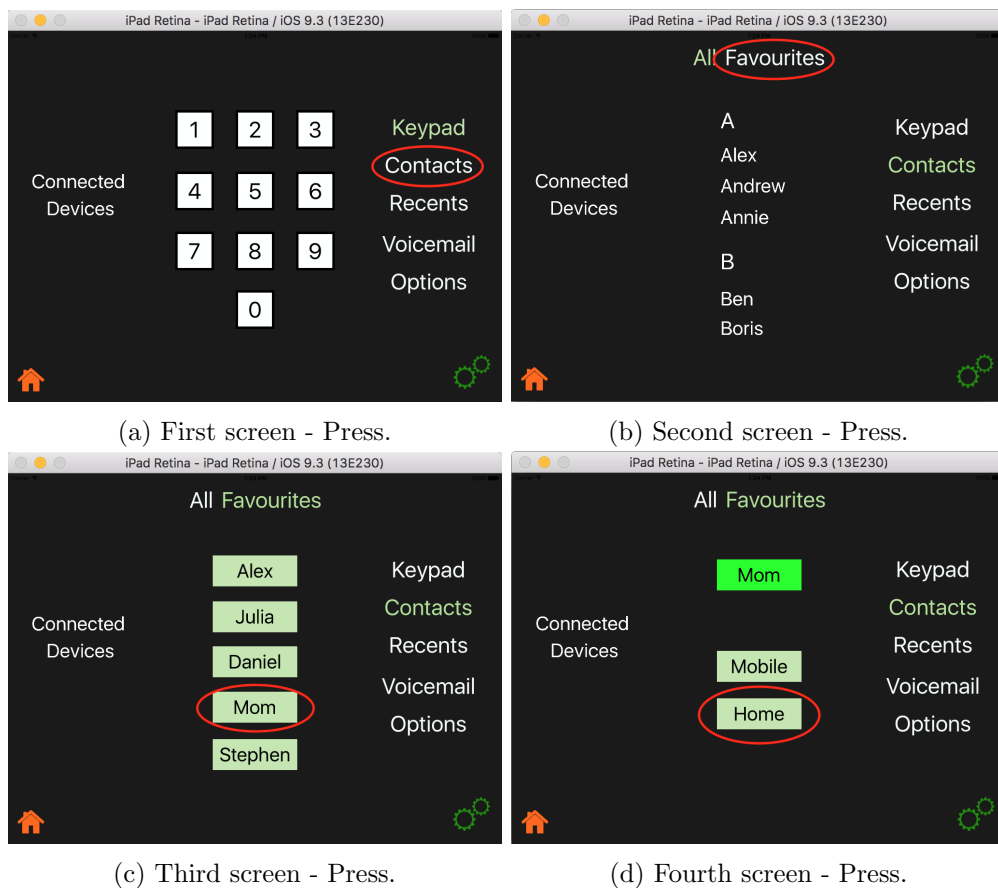 iPad Retina - iPad Retina / iOS 9.3 (13E230)
Carrier 1:24 PM 100%
1 2 3
4 5 6
7 8 9
0
Connected
Devices
Keypad
Contacts
Recents
Voicemail
Options
(a) First screen - Press.
iPad Retina - iPad Retina / iOS 9.3 (13E230)
All Favourites
A
Alex
Andrew
Annie
B
Ben
Boris
Connected
Devices
Keypad
Contacts
Recents
Voicemail
Options
(b) Second screen - Press.
iPad Retina - iPad Retina / iOS 9.3 (13E230)
All Favourites
Alex
Julia
Daniel
Mom
Stephen
Connected
Devices
Keypad
Contacts
Recents
Voicemail
Options
(c) Third screen - Press.
iPad Retina - iPad Retina / iOS 9.3 (13E230)
All Favourites
Mom
Mobile
Home
Connected
Devices
Keypad
Contacts
Recents
Voicemail
Options
(d) Fourth screen - Press.